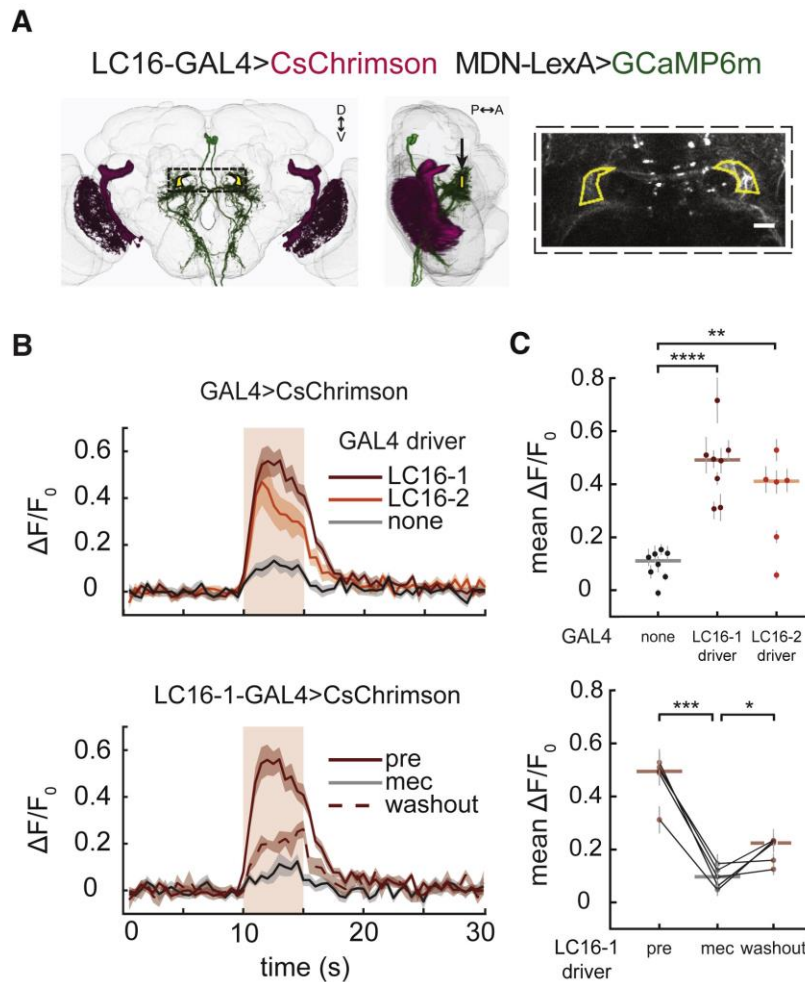 A
LC16-GAL4>CsChrimson MDN-LexA>GCaMP6m
D
V
P A
B
GAL4>CsChrimson
GAL4 driver
LC16-1
LC16-2
none
ΔF/F0
0.6
0.4
0.2
0
LC16-1-GAL4>CsChrimson
pre
mec
washout
ΔF/F0
0.6
0.4
0.2
0
0 10 20 30
time (s)
C
**
****
mean ΔF/F0
0.8
0.6
0.4
0.2
0
GAL4 none LC16-1 driver LC16-2 driver
*** *
mean ΔF/F0
0.8
0.6
0.4
0.2
0
LC16-1 driver pre mec washout